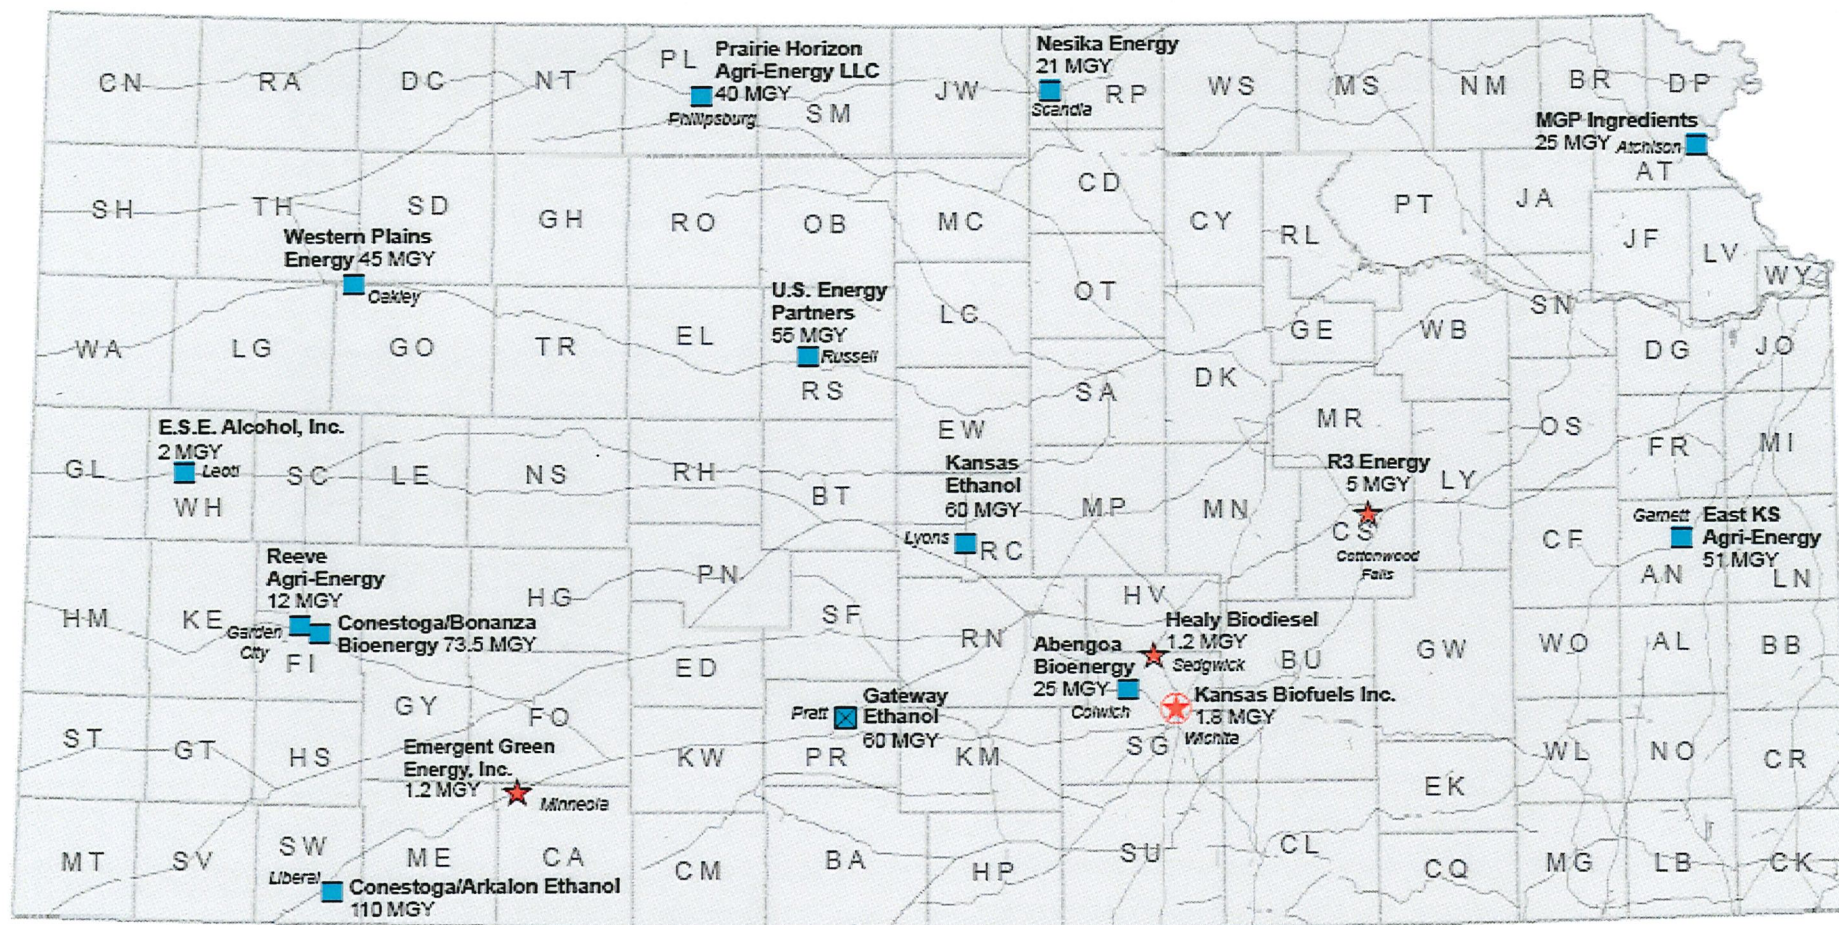 CN
RA
DC
NT
PL
Prairie Horizon
Agri-Energy LLC
40 MGY
Phillipsburg
SM
JW
Nesika Energy
21 MGY
Scandia
RP
WS
MS
NM
BR
DP
MGP Ingredients
25 MGY Atchison
AT
SH
TH
SD
GH
RO
OB
MC
CD
CY
RL
PT
JA
JF
LV
WY
Western Plains
Energy 45 MGY
Oakley
U.S. Energy
Partners
55 MGY
Russell
RS
WA
LG
GO
TR
EL
LC
OT
GE
WB
SN
DG
JO
SA
DK
MR
OS
FR
MI
EW
E.S.E. Alcohol, Inc.
2 MGY
Leoti
GL
WH
SC
LE
NS
RH
BT
Kansas
Ethanol
60 MGY
Lyons
RC
MP
MN
R3 Energy
5 MGY
CS
Cottonwood
Falls
LY
CF
Garnett
East KS
Agri-Energy
51 MGY
AN
LN
Reeve
Agri-Energy
12 MGY
Garden
City
Conestoga/Bonanza
Bioenergy 73.5 MGY
HM
KE
FI
HG
PN
SF
RN
HV
Healy Biodiesel
1.2 MGY
Sedgwick
Abengoa
Bioenergy
25 MGY
Colwich
Kansas Biofuels Inc.
1.8 MGY
Wichita
BU
GW
WO
AL
BB
ED
GY
FO
Pratt
Gateway
Ethanol
60 MGY
ST
GT
HS
Emergent Green
Energy, Inc.
1.2 MGY
Minneola
KW
PR
KM
SG
EK
WL
NO
CR
MT
SV
SW
Liberal
Conestoga/Arkalon Ethanol
110 MGY
ME
CA
CM
BA
HP
SU
CL
CQ
MG
LB
CK